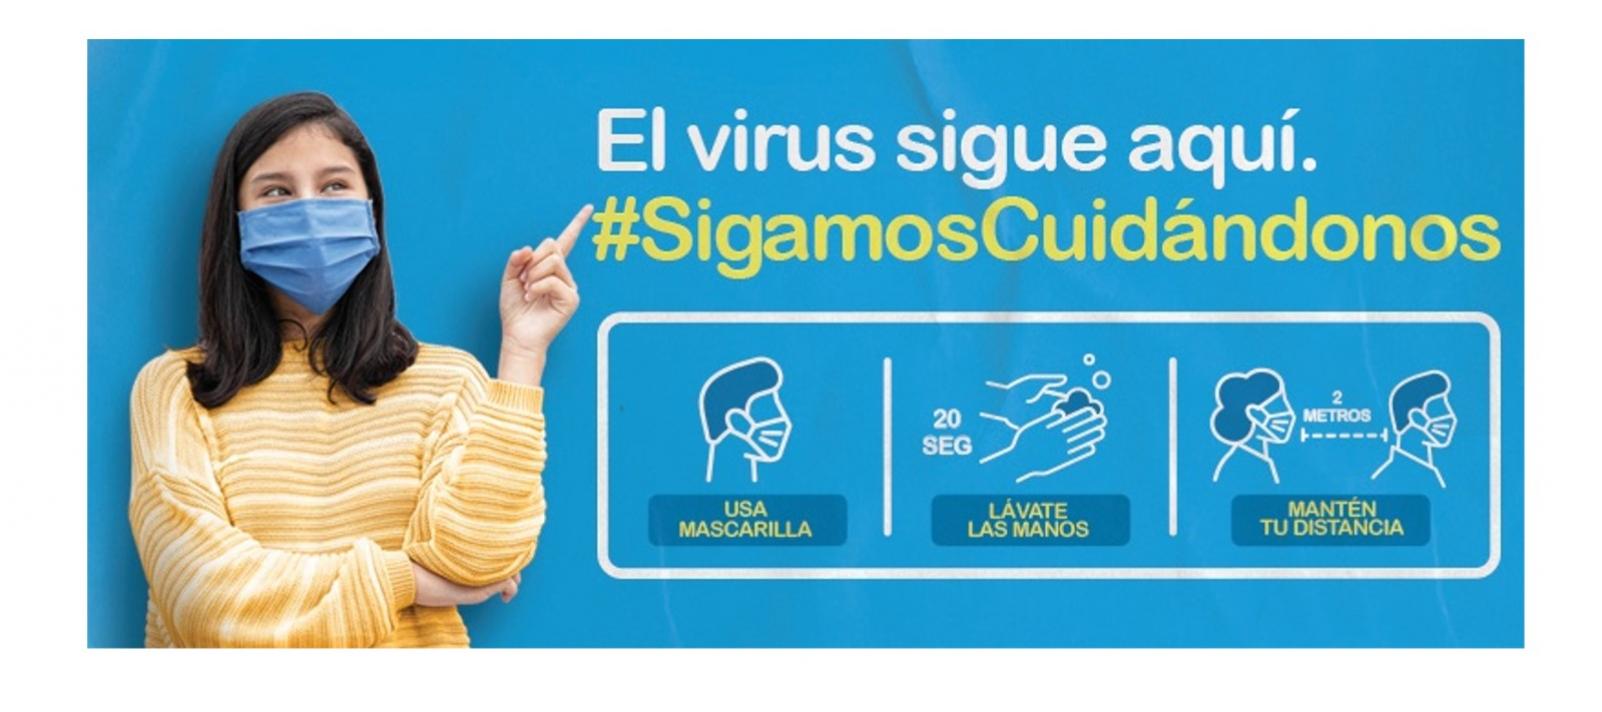 El virus sigue aquí.
#SigamosCuidándonos
20
SEG
2
METROS
USA
MASCARILLA
LÁVATE
LAS MANOS
MANTÉN
TU DISTANCIA